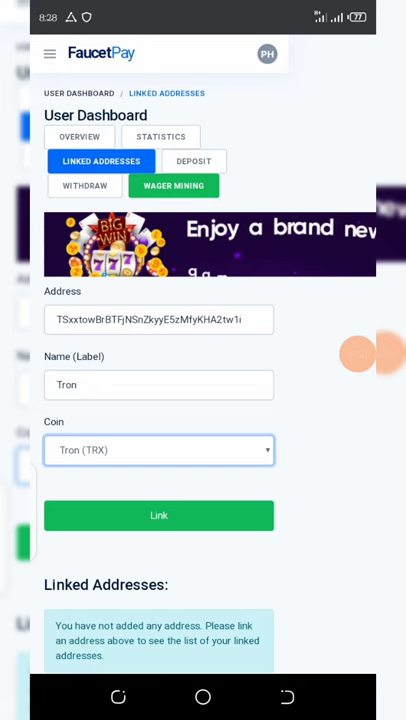 8:28
77
FaucetPay
PH
USER DASHBOARD / LINKED ADDRESSES
User Dashboard
OVERVIEW
STATISTICS
LINKED ADDRESSES
DEPOSIT
WITHDRAW
WAGER MINING
BIG WIN
777
Enjoy a brand new
Address
TSxxtowBrBTFjNSnZkyyE5zMfyKHA2tw1i
Name (Label)
Tron
Coin
Tron (TRX)
Link
Linked Addresses:
You have not added any address. Please link
an address above to see the list of your linked
addresses.